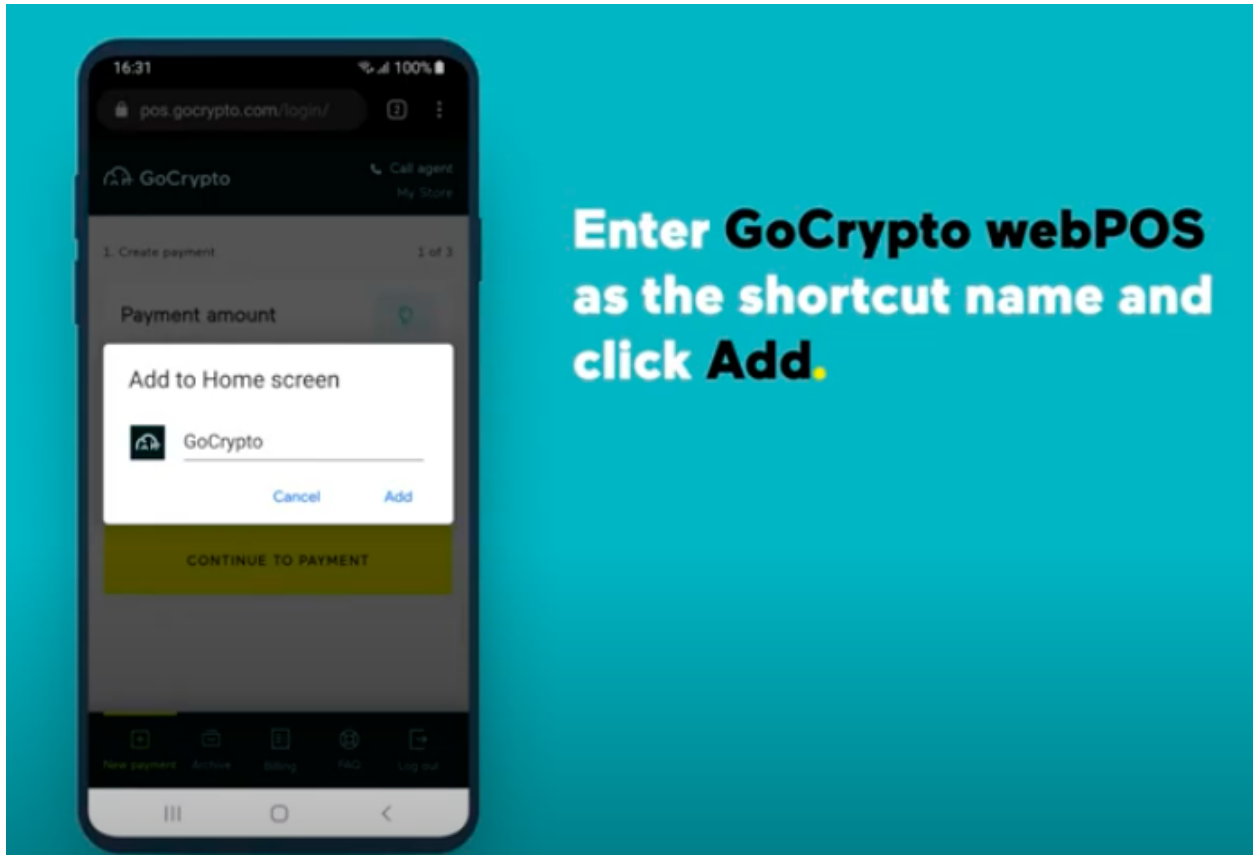 16:31
100%
pos.gocrypto.com/login/
2
GoCrypto
Call agent
My Store
1. Create payment
1 of 3
Payment amount
Add to Home screen
GoCrypto
Cancel
Add
CONTINUE TO PAYMENT
New payment
Archive
Billing
FAQ
Log out
Enter GoCrypto webPOS
as the shortcut name and
click Add.